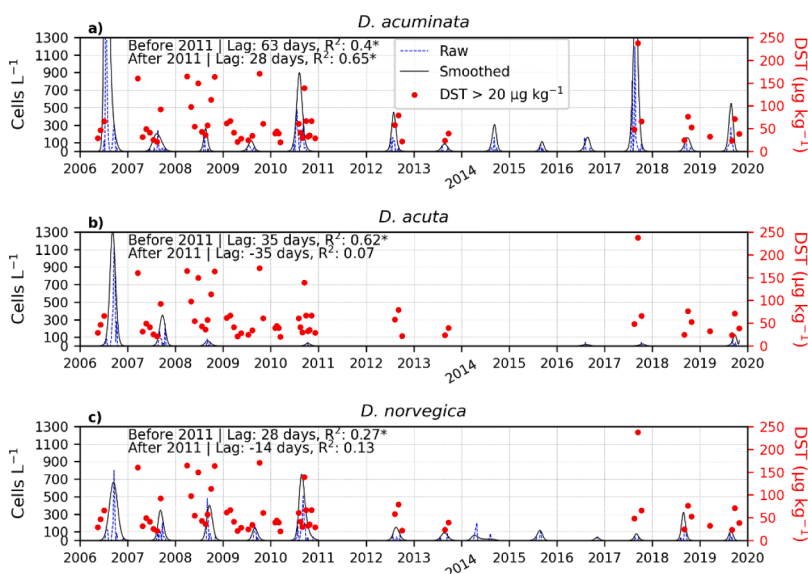 D. acuminata
a)
Before 2011 | Lag: 63 days, R²: 0.4*
After 2011 | Lag: 28 days, R²: 0.65*
Raw
Smoothed
DST > 20 µg kg⁻¹
Cells L⁻¹
1300
900
600
300
100
0
DST (µg kg⁻¹)
250
200
150
100
50
0
2006 2007 2008 2009 2010 2011 2012 2013 2014 2015 2016 2017 2018 2019 2020
D. acuta
b)
Before 2011 | Lag: 35 days, R²: 0.62*
After 2011 | Lag: -35 days, R²: 0.07
Cells L⁻¹
1300
1100
900
700
500
300
100
0
DST (µg kg⁻¹)
250
200
150
100
50
0
2006 2007 2008 2009 2010 2011 2012 2013 2014 2015 2016 2017 2018 2019 2020
D. norvegica
c)
Before 2011 | Lag: 28 days, R²: 0.27*
After 2011 | Lag: -14 days, R²: 0.13
Cells L⁻¹
1300
1100
900
700
500
300
100
0
DST (µg kg⁻¹)
250
200
150
100
50
0
2006 2007 2008 2009 2010 2011 2012 2013 2014 2015 2016 2017 2018 2019 2020